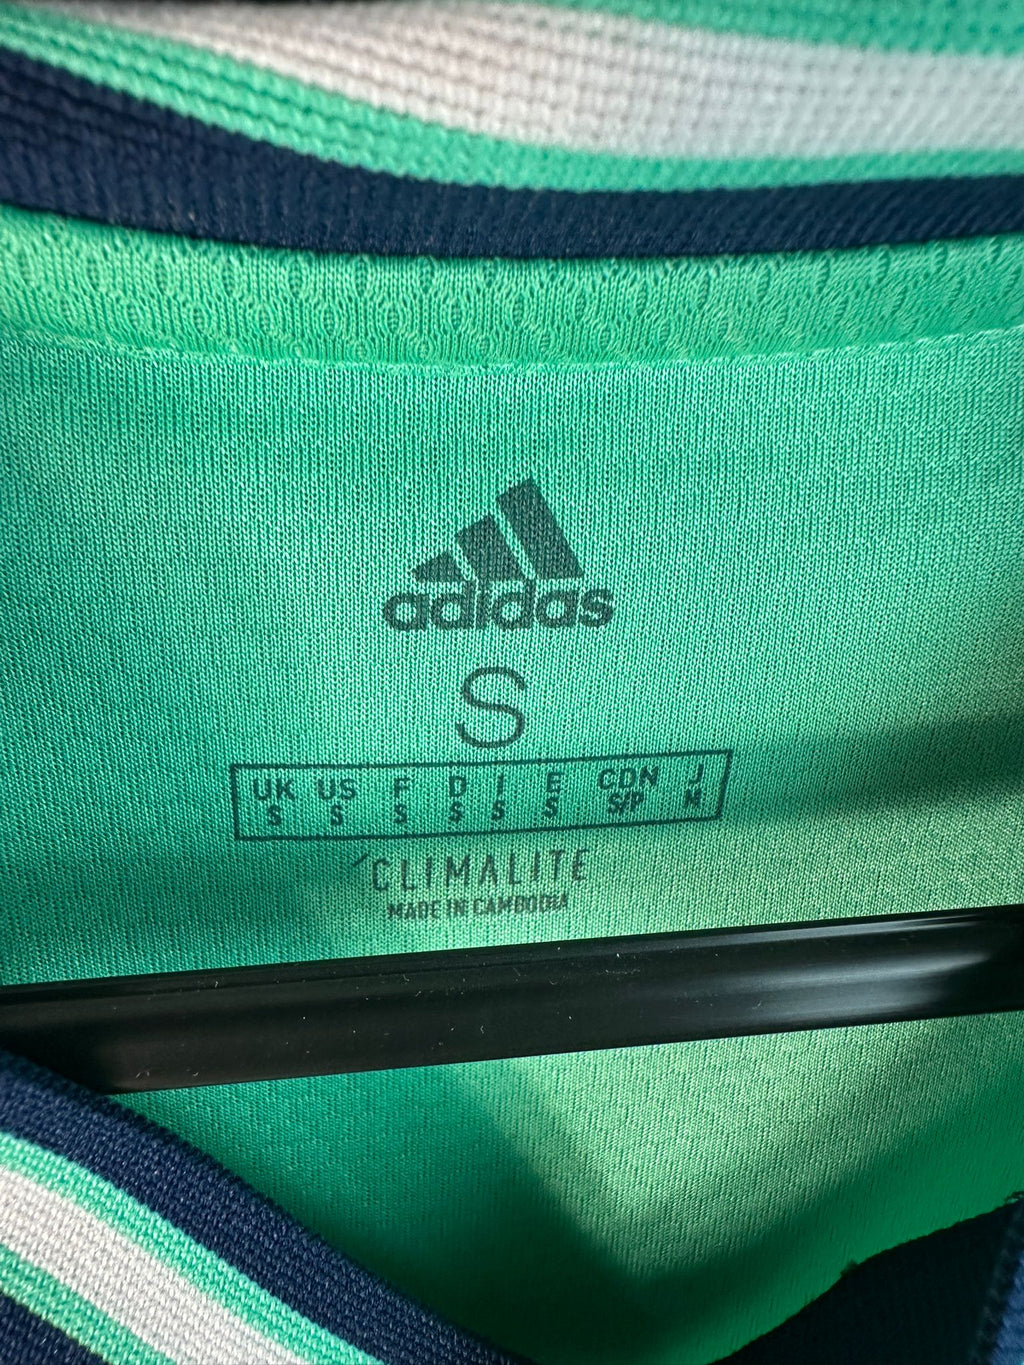 adidas
S
UK US F D I E CDN J
S S S S S S S/P M
CLIMALITE
MADE IN CAMBODIA